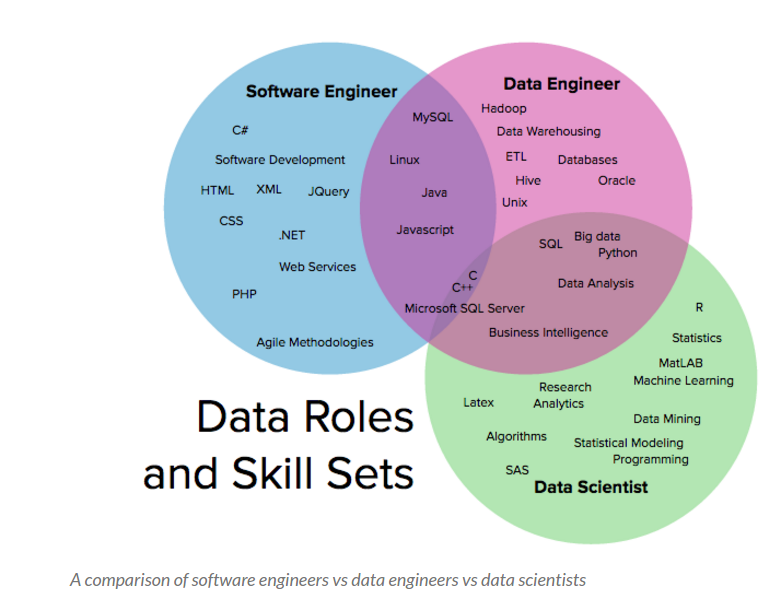 Software Engineer
C#
Software Development
HTML XML JQuery
CSS
.NET
Web Services
PHP
Agile Methodologies
MySQL
Linux
Java
Javascript
C
C++
Microsoft SQL Server
Data Engineer
Hadoop
Data Warehousing
ETL Databases
Hive Oracle
Unix
SQL Big data
Python
Data Analysis
Business Intelligence
R
Statistics
MatLAB
Machine Learning
Research
Latex Analytics
Data Mining
Algorithms Statistical Modeling
Programming
SAS
Data Scientist
Data Roles
and Skill Sets
A comparison of software engineers vs data engineers vs data scientists